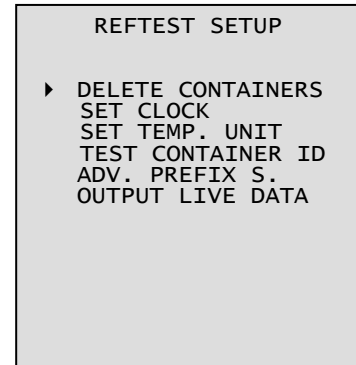 REFTEST SETUP
DELETE CONTAINERS
SET CLOCK
SET TEMP. UNIT
TEST CONTAINER ID
ADV. PREFIX S.
OUTPUT LIVE DATA